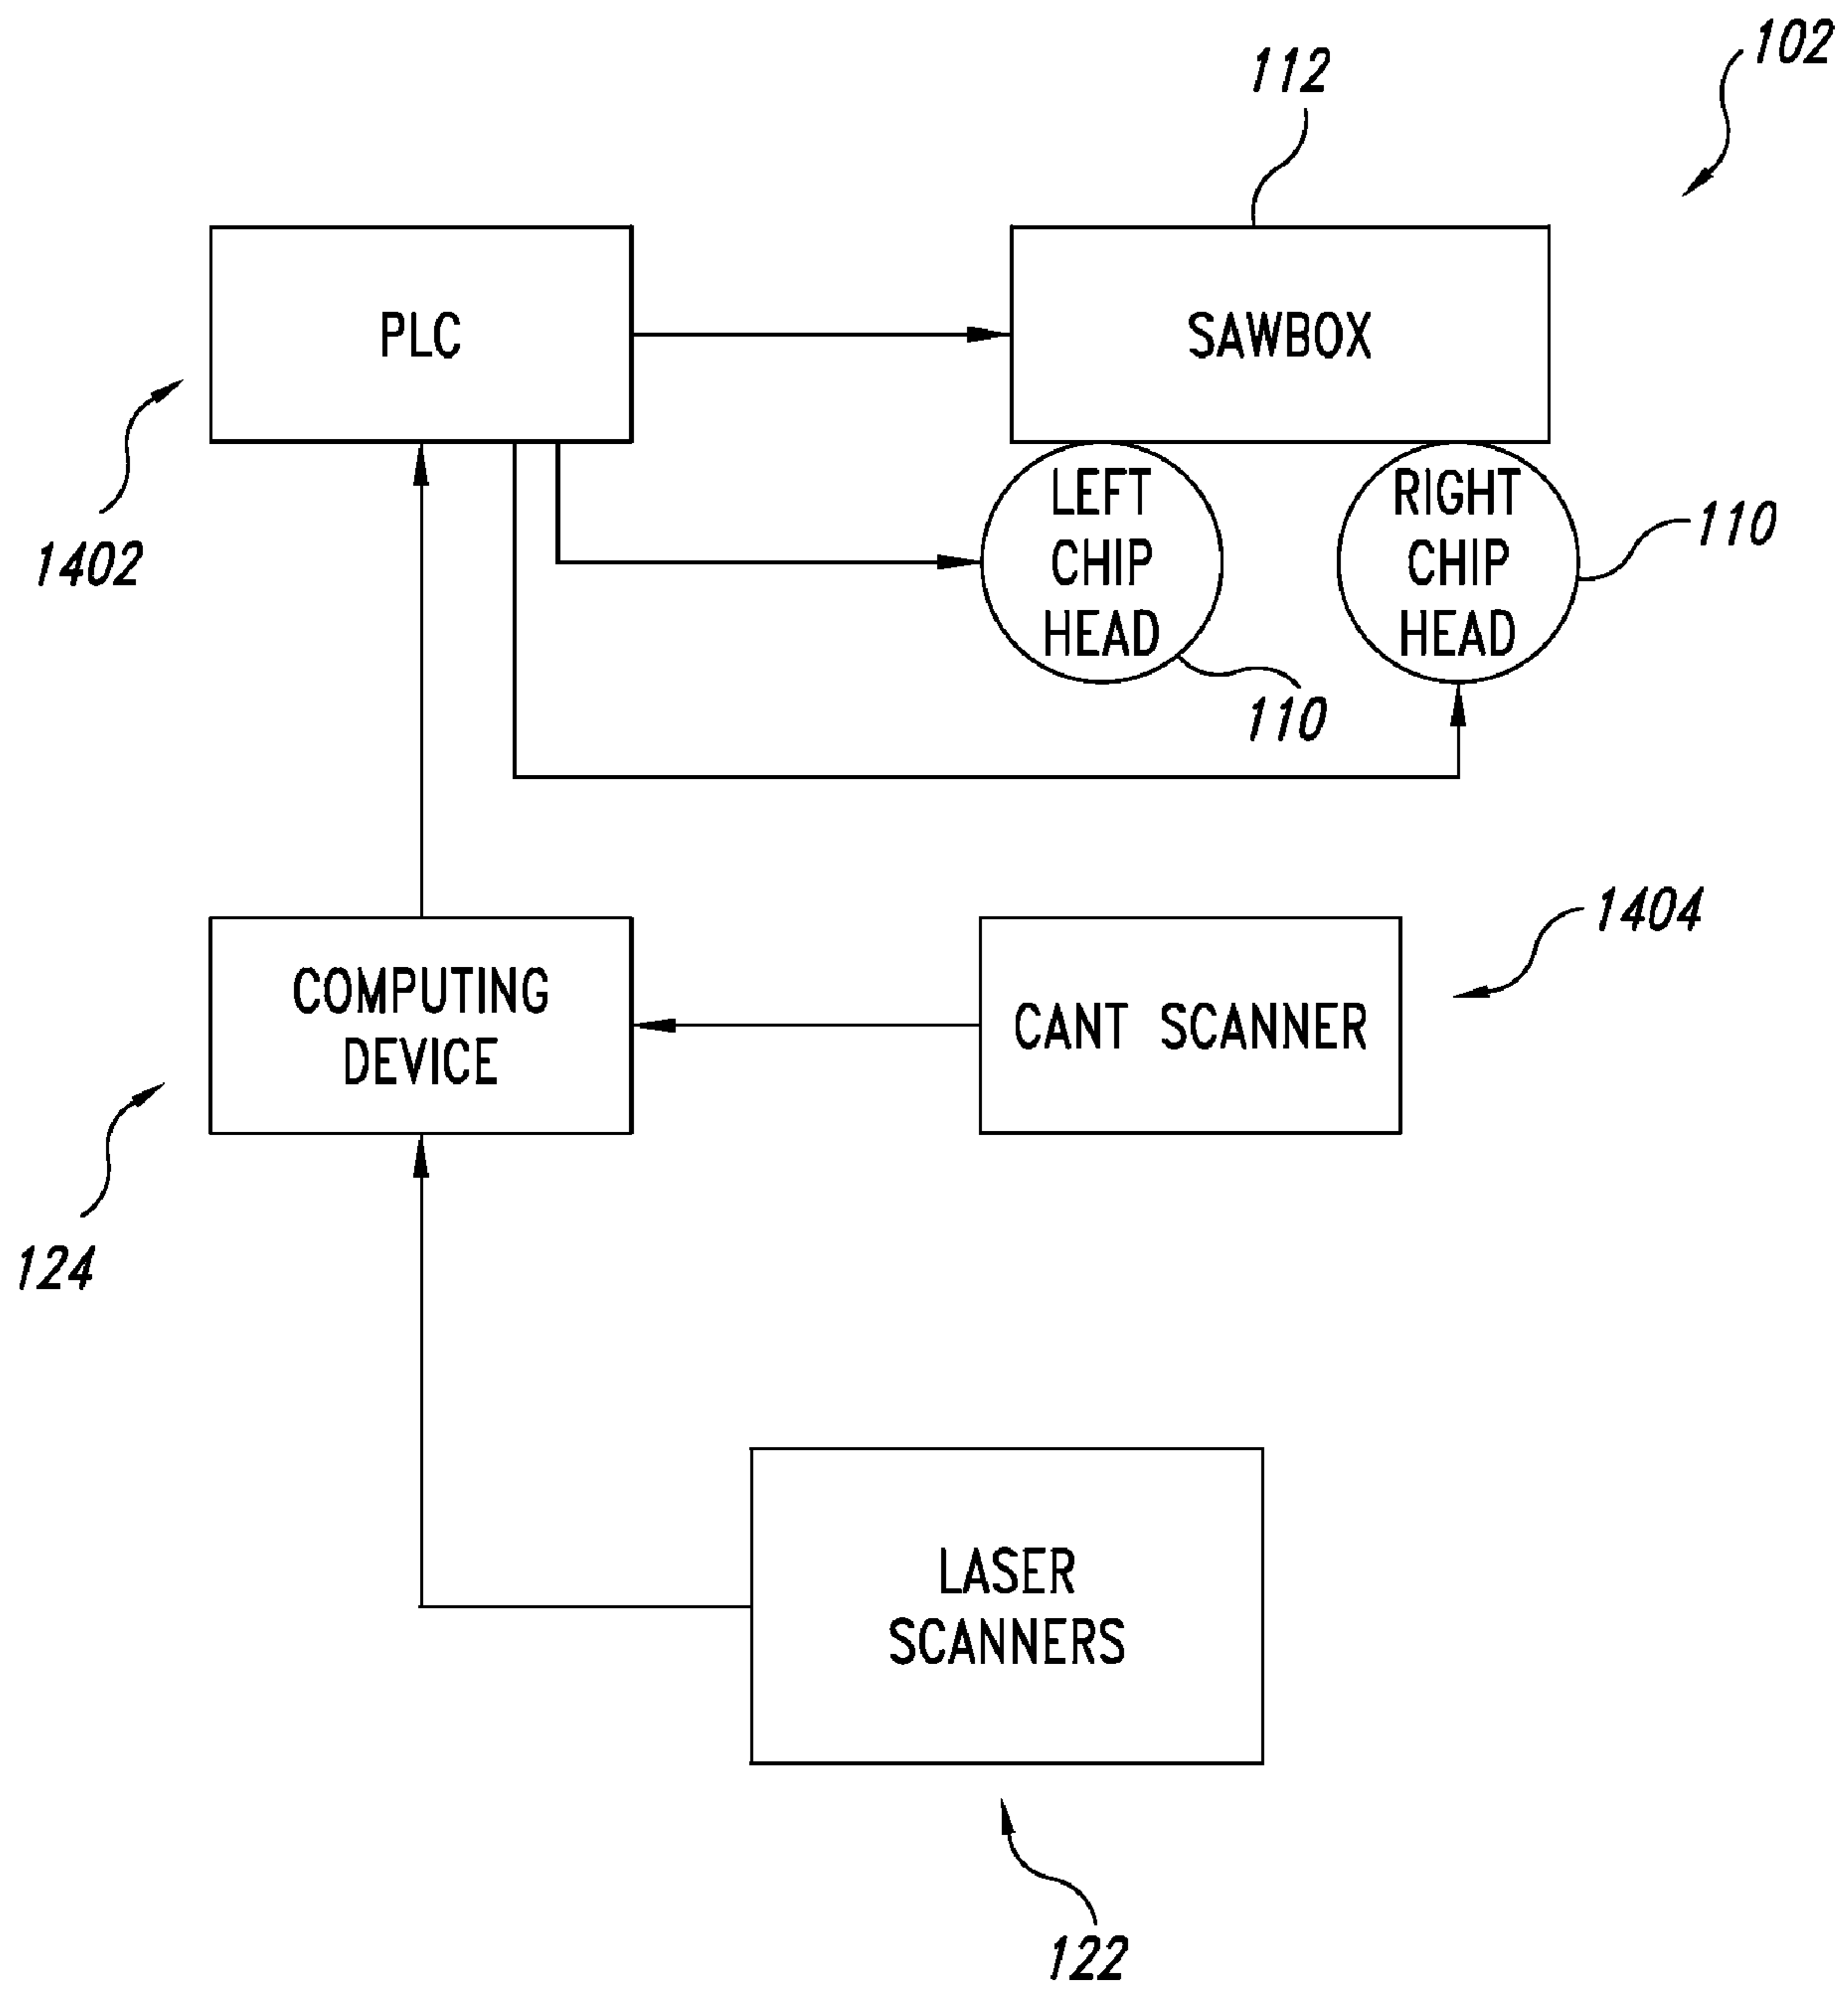 102
112
PLC
SAWBOX
1402
LEFT
CHIP
HEAD
RIGHT
CHIP
HEAD
110
110
1404
COMPUTING
DEVICE
CANT SCANNER
124
LASER
SCANNERS
122